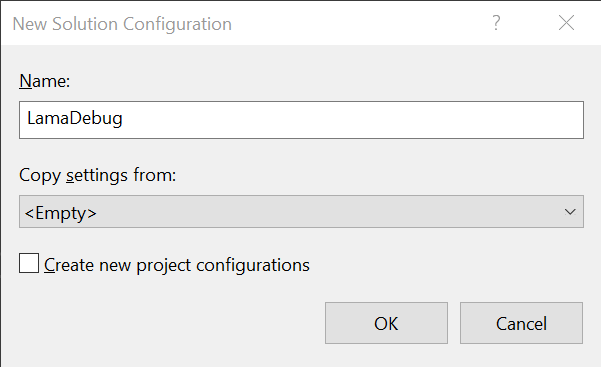 New Solution Configuration
?
Name:
LamaDebug
Copy settings from:
<Empty>
Create new project configurations
OK
Cancel